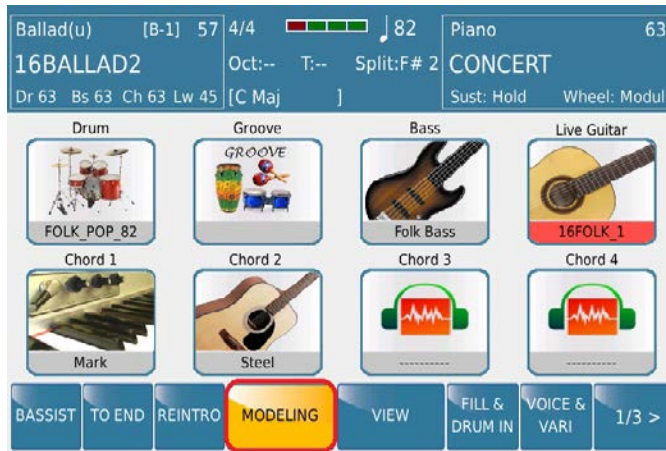 Ballad(u) [B-1] 57
16BALLAD2
Dr 63 Bs 63 Ch 63 Lw 45
4/4 82
Oct:-- T:-- Split:F# 2
[C Maj ]
Piano 63
CONCERT
Sust: Hold Wheel: Modul
Drum Groove Bass Live Guitar
GROOVE
FOLK_POP_82 Folk Bass 16FOLK_1
Chord 1 Chord 2 Chord 3 Chord 4
Mark Steel ---------- ----------
BASSIST TO END REINTRO MODELING VIEW FILL & DRUM IN VOICE & VARI 1/3 >